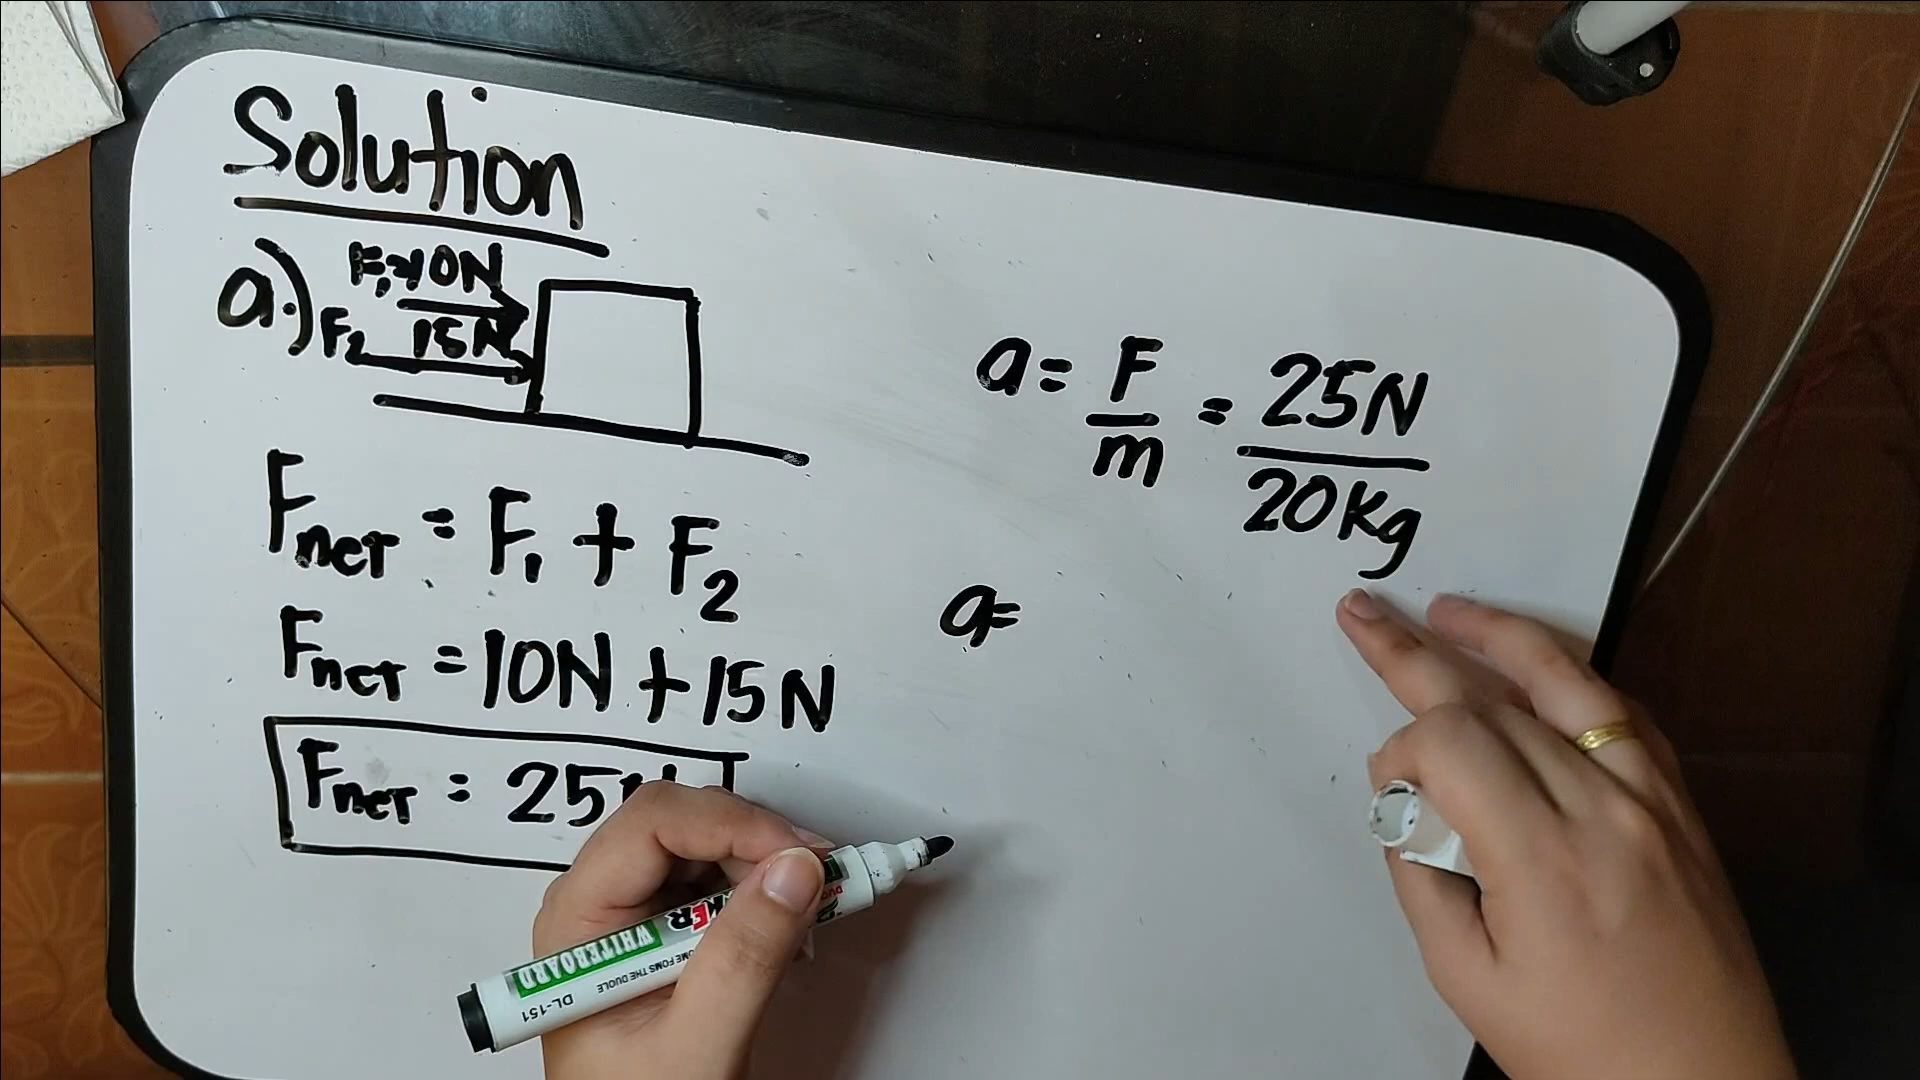 Solution
a.) F₁ 10N
F₂ 15N
Fnet = F₁ + F₂
Fnet = 10N + 15N
Fnet = 25
a = F/m = 25N/20Kg
a=
WHITEBOARD
DL-151